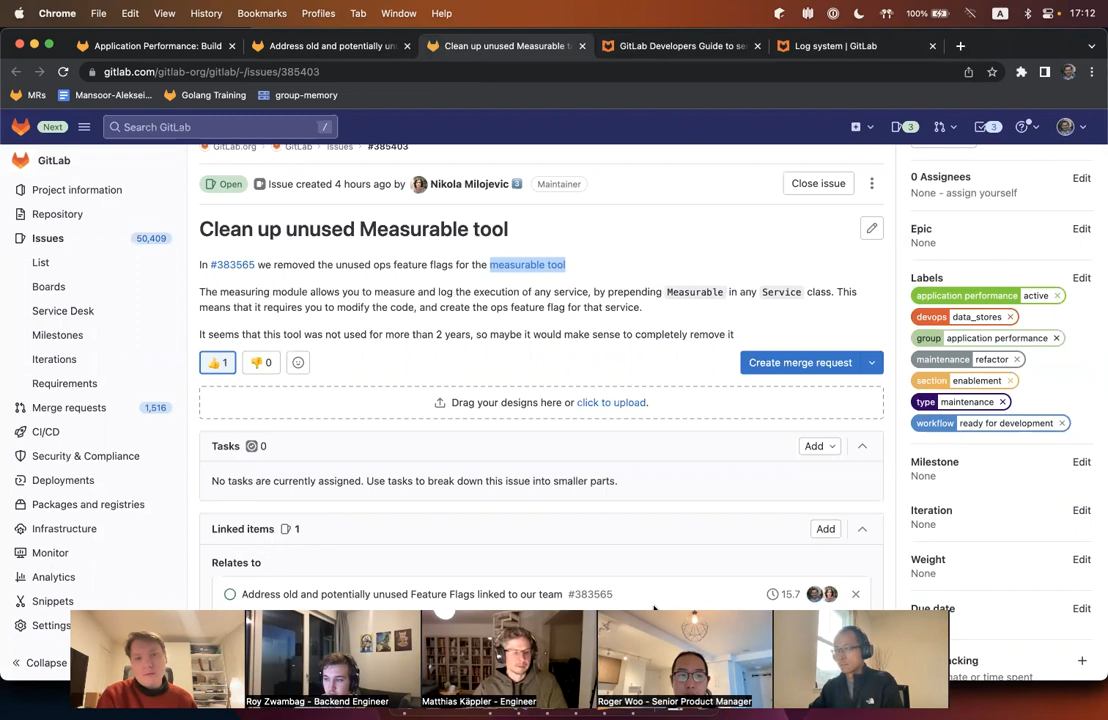 Chrome File Edit View History Bookmarks Profiles Tab Window Help 100% A 17:12
Application Performance: Build Address old and potentially un Clean up unused Measurable t GitLab Developers Guide to se Log system | GitLab
gitlab.com/gitlab-org/gitlab/-/issues/385403
MRs Mansoor-Aleksei... Golang Training group-memory
Next Search GitLab / 3 3
GitLab.org GitLab Issues #385403
GitLab
Project information
Repository
Issues 50,409
List
Boards
Service Desk
Milestones
Iterations
Requirements
Merge requests 1,516
CI/CD
Security & Compliance
Deployments
Packages and registries
Infrastructure
Monitor
Analytics
Snippets
Settings
Collapse
Open Issue created 4 hours ago by Nikola Milojevic 3 Maintainer Close issue
Clean up unused Measurable tool
In #383565 we removed the unused ops feature flags for the measurable tool
The measuring module allows you to measure and log the execution of any service, by prepending Measurable in any Service class. This
means that it requires you to modify the code, and create the ops feature flag for that service.
It seems that this tool was not used for more than 2 years, so maybe it would make sense to completely remove it
1 0 Create merge request
Drag your designs here or click to upload.
Tasks 0 Add
No tasks are currently assigned. Use tasks to break down this issue into smaller parts.
Linked items 1 Add
Relates to
Address old and potentially unused Feature Flags linked to our team #383565 15.7
0 Assignees Edit
None - assign yourself
Epic Edit
None
Labels Edit
application performance active
devops data_stores
group application performance
maintenance refactor
section enablement
type maintenance
workflow ready for development
Milestone Edit
None
Iteration Edit
None
Weight Edit
None
Due date Edit
Roy Zwambag - Backend Engineer
Matthias Käppler - Engineer
Roger Woo - Senior Product Manager